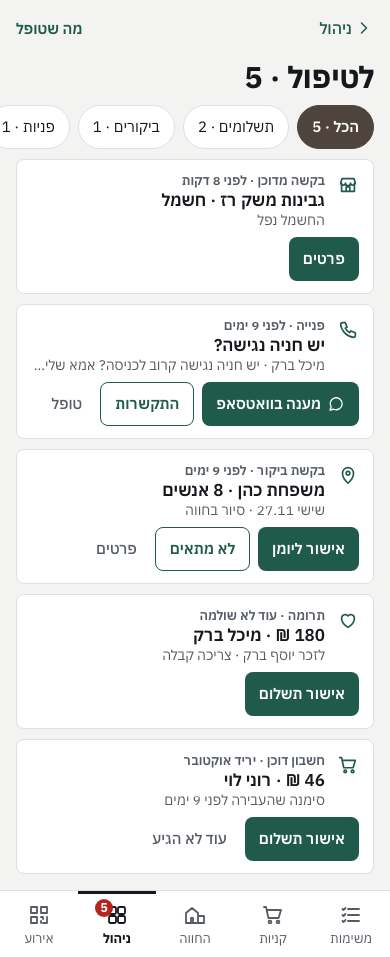 ניהול
מה שטופל
לטיפול · 5
הכל · 5
תשלומים · 2
ביקורים · 1
פניות · 1
בקשה מדוכן · לפני 8 דקות
גבינות משק רז · חשמל
החשמל נפל
פרטים
פנייה · לפני 9 ימים
יש חניה נגישה?
מיכל ברק · יש חניה נגישה קרוב לכניסה? אמא שלי...
מענה בוואטסאפ
התקשרות
טופל
בקשת ביקור · לפני 9 ימים
משפחת כהן · 8 אנשים
שישי 27.11 · סיור בחווה
אישור ליומן
לא מתאים
פרטים
תרומה · עוד לא שולמה
180 ₪ · מיכל ברק
לזכר יוסף ברק · צריכה קבלה
אישור תשלום
חשבון דוכן · יריד אוקטובר
46 ₪ · רוני לוי
סימנה שהעבירה לפני 9 ימים
אישור תשלום
עוד לא הגיע
משימות
קניות
החווה
5
ניהול
אירוע